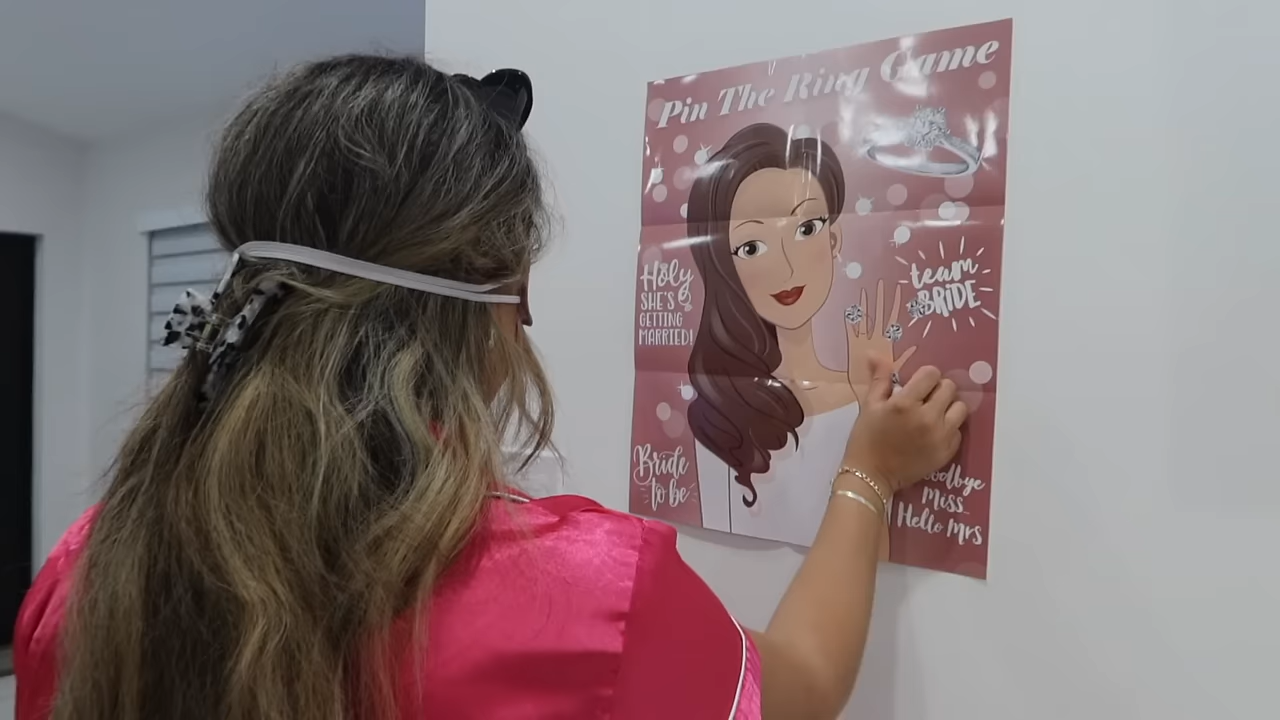 Pin The Ring Game
Holy
SHE'S
GETTING
MARRIED!
team
BRIDE
Bride
to be
Miss
Hello Mrs